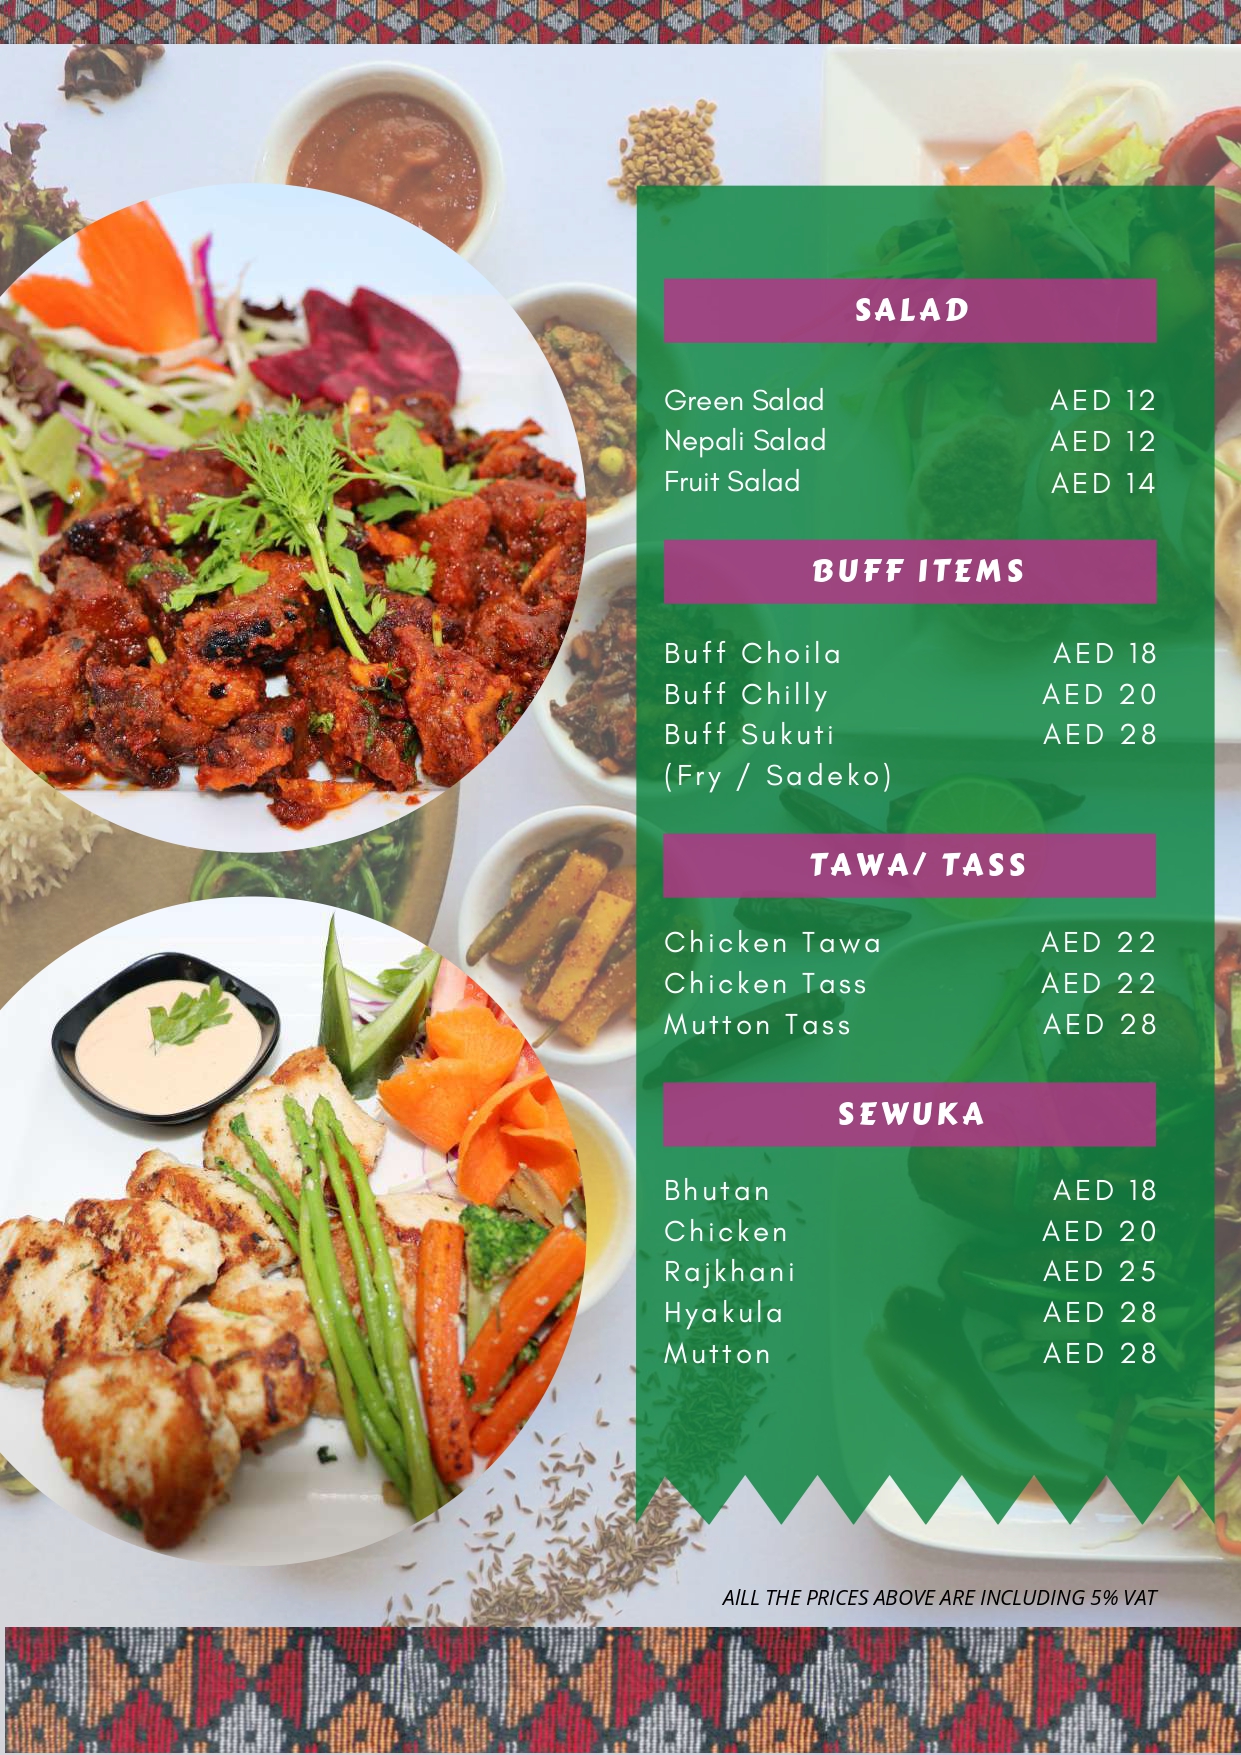 SALAD
Green Salad AED 12
Nepali Salad AED 12
Fruit Salad AED 14
BUFF ITEMS
Buff Choila AED 18
Buff Chilly AED 20
Buff Sukuti AED 28
(Fry / Sadeko)
TAWA/ TASS
Chicken Tawa AED 22
Chicken Tass AED 22
Mutton Tass AED 28
SEWUKA
Bhutan AED 18
Chicken AED 20
Rajkhani AED 25
Hyakula AED 28
Mutton AED 28
AlLL THE PRICES ABOVE ARE INCLUDING 5% VAT